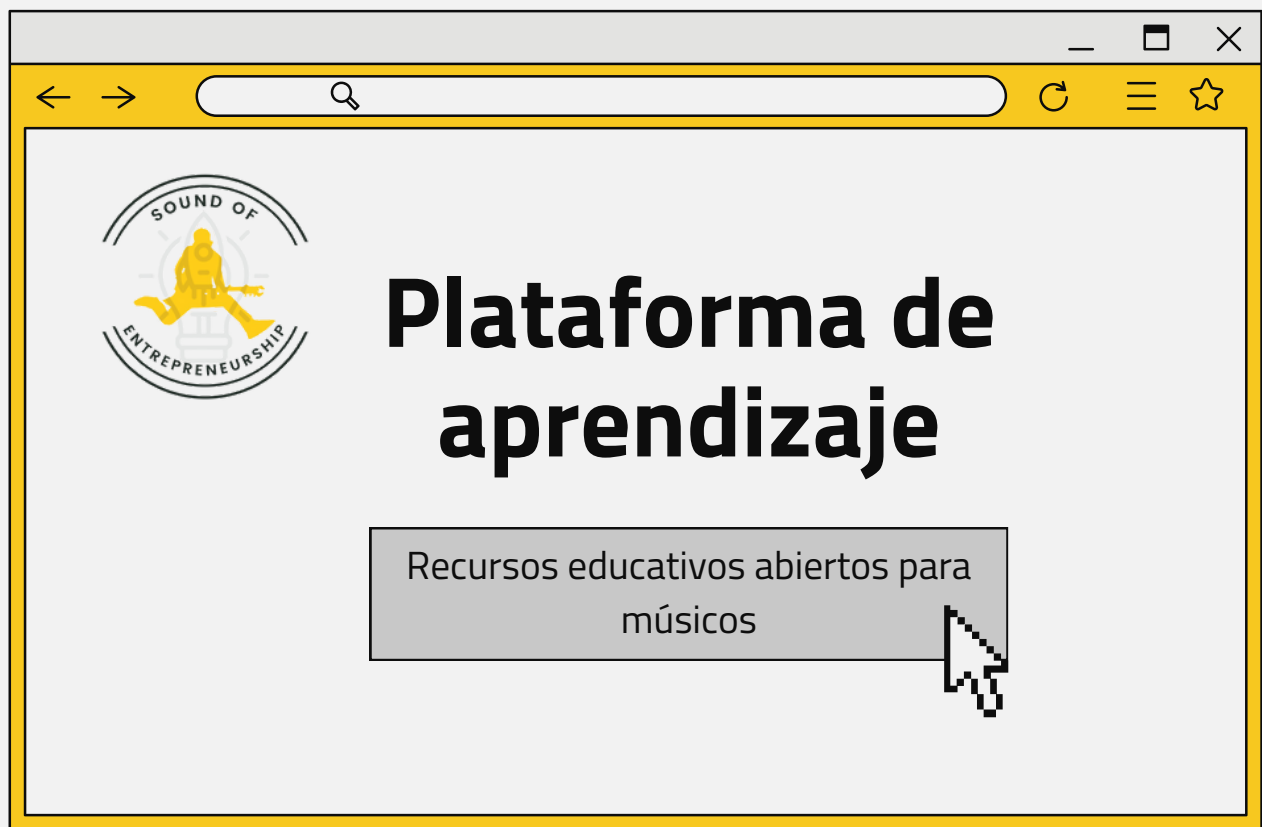 SOUND OF
ENTREPRENEURSHIP
Plataforma de
aprendizaje
Recursos educativos abiertos para
músicos